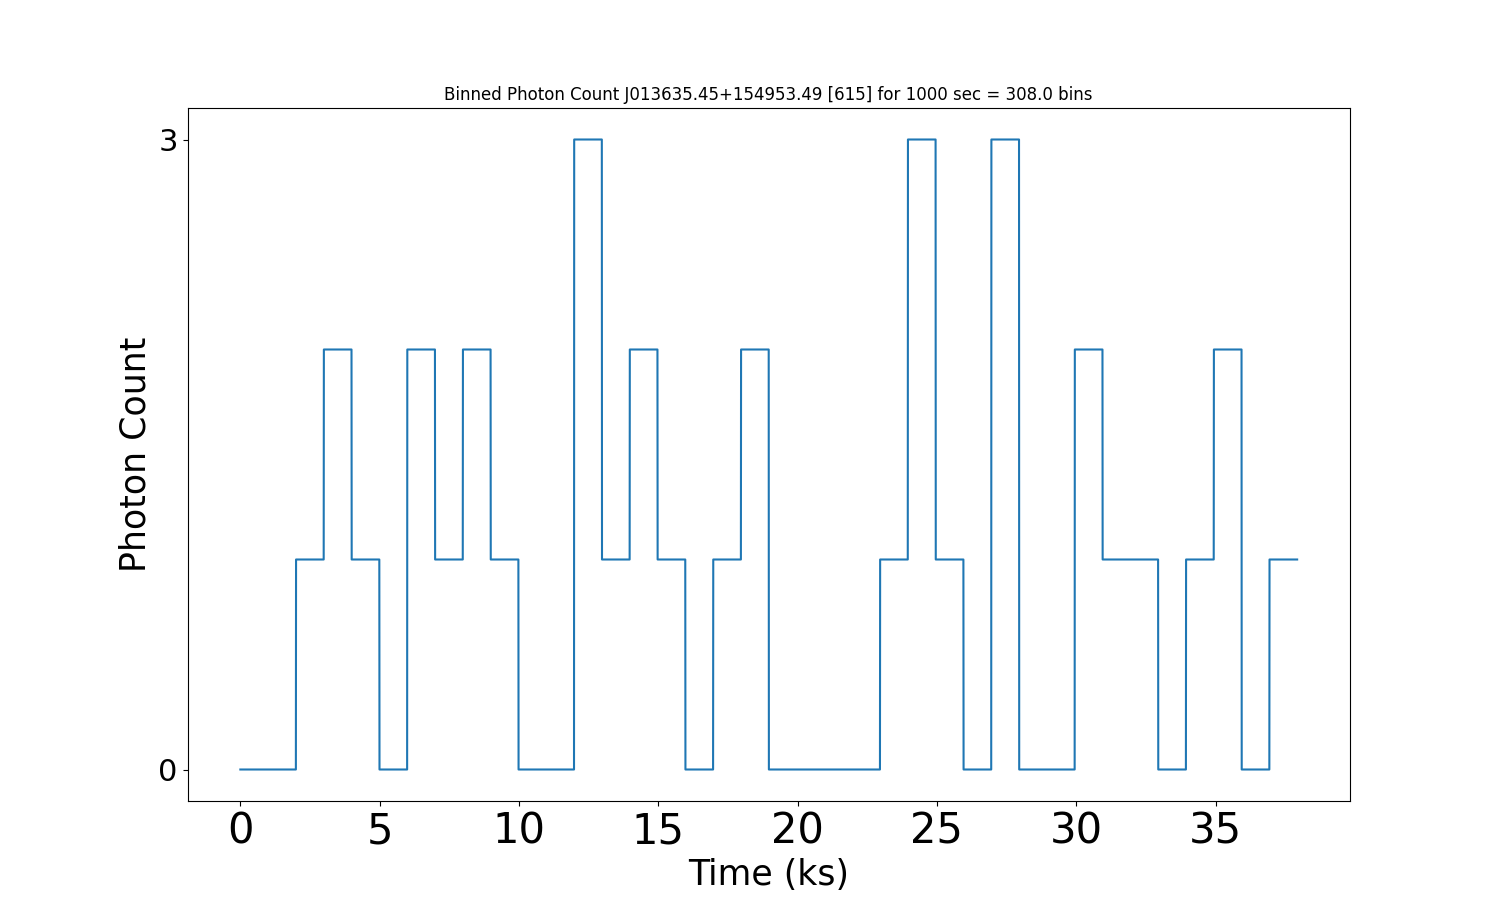 Binned Photon Count J013635.45+154953.49 [615] for 1000 sec = 308.0 bins
3
Photon Count
0
0 5 10 15 20 25 30 35
Time (ks)